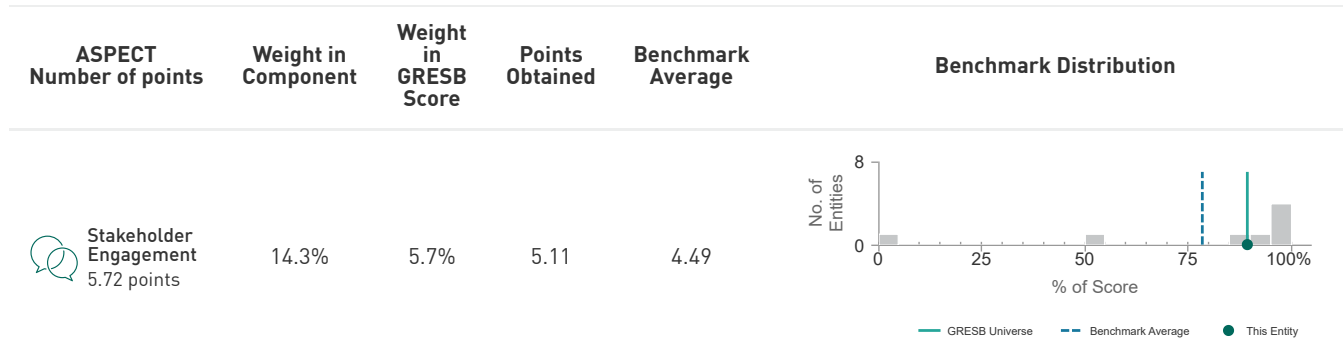 ASPECT
Number of points
Weight in
Component
Weight
in
GRESB
Score
Points
Obtained
Benchmark
Average
Benchmark Distribution
Stakeholder
Engagement
5.72 points
14.3%
5.7%
5.11
4.49
No. of
Entities
8
0
0
25
50
75
100%
% of Score
GRESB Universe
Benchmark Average
This Entity